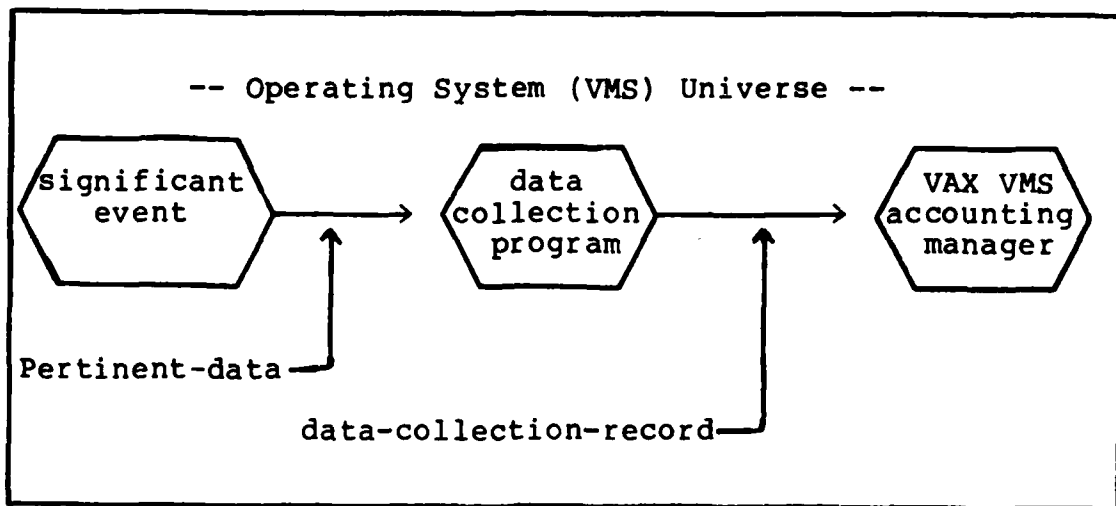 -- Operating System (VMS) Universe --
significant
event
data
collection
program
VAX VMS
accounting
manager
Pertinent-data
data-collection-record